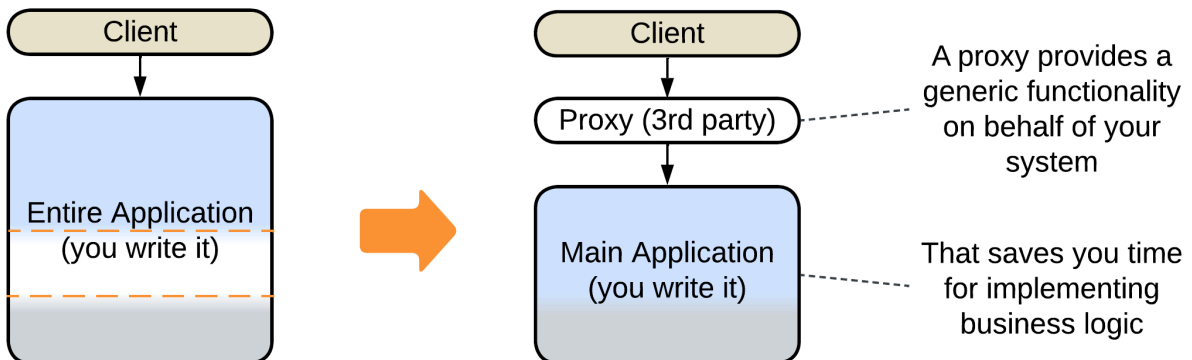 Client
Entire Application
(you write it)
Client
Proxy (3rd party)
Main Application
(you write it)
A proxy provides a
generic functionality
on behalf of your
system
That saves you time
for implementing
business logic